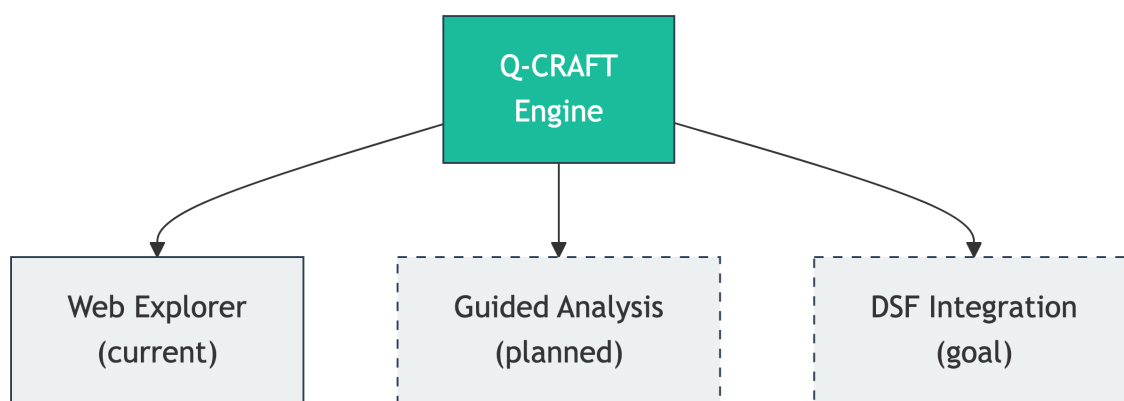 Q-CRAFT
Engine
Web Explorer
(current)
Guided Analysis
(planned)
DSF Integration
(goal)